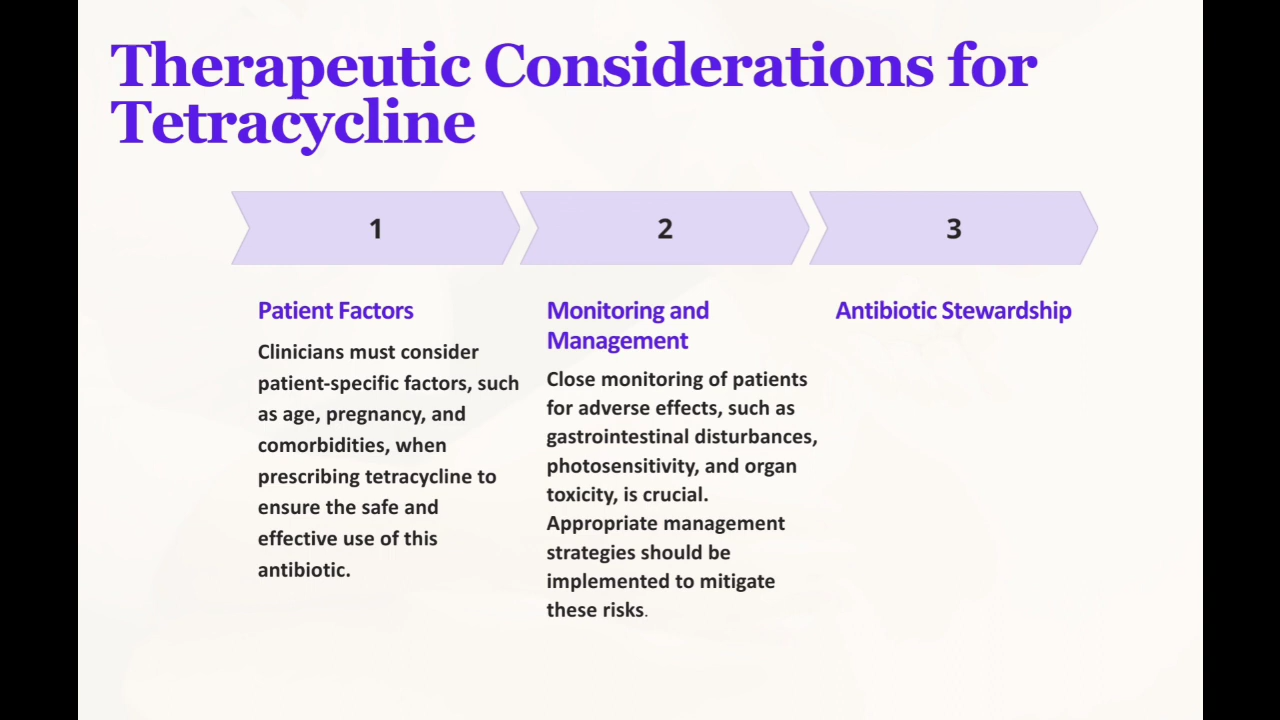 Therapeutic Considerations for
Tetracycline
1
2
3
Patient Factors
Clinicians must consider
patient-specific factors, such
as age, pregnancy, and
comorbidities, when
prescribing tetracycline to
ensure the safe and
effective use of this
antibiotic.
Monitoring and
Management
Close monitoring of patients
for adverse effects, such as
gastrointestinal disturbances,
photosensitivity, and organ
toxicity, is crucial.
Appropriate management
strategies should be
implemented to mitigate
these risks.
Antibiotic Stewardship